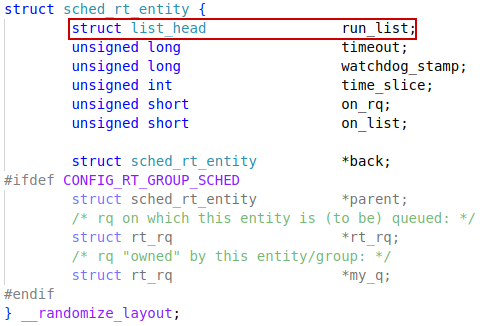 struct sched_rt_entity {
struct list_head run_list;
unsigned long timeout;
unsigned long watchdog_stamp;
unsigned int time_slice;
unsigned short on_rq;
unsigned short on_list;
struct sched_rt_entity *back;
#ifdef CONFIG_RT_GROUP_SCHED
struct sched_rt_entity *parent;
/* rq on which this entity is (to be) queued: */
struct rt_rq *rt_rq;
/* rq "owned" by this entity/group: */
struct rt_rq *my_q;
#endif
} __randomize_layout;